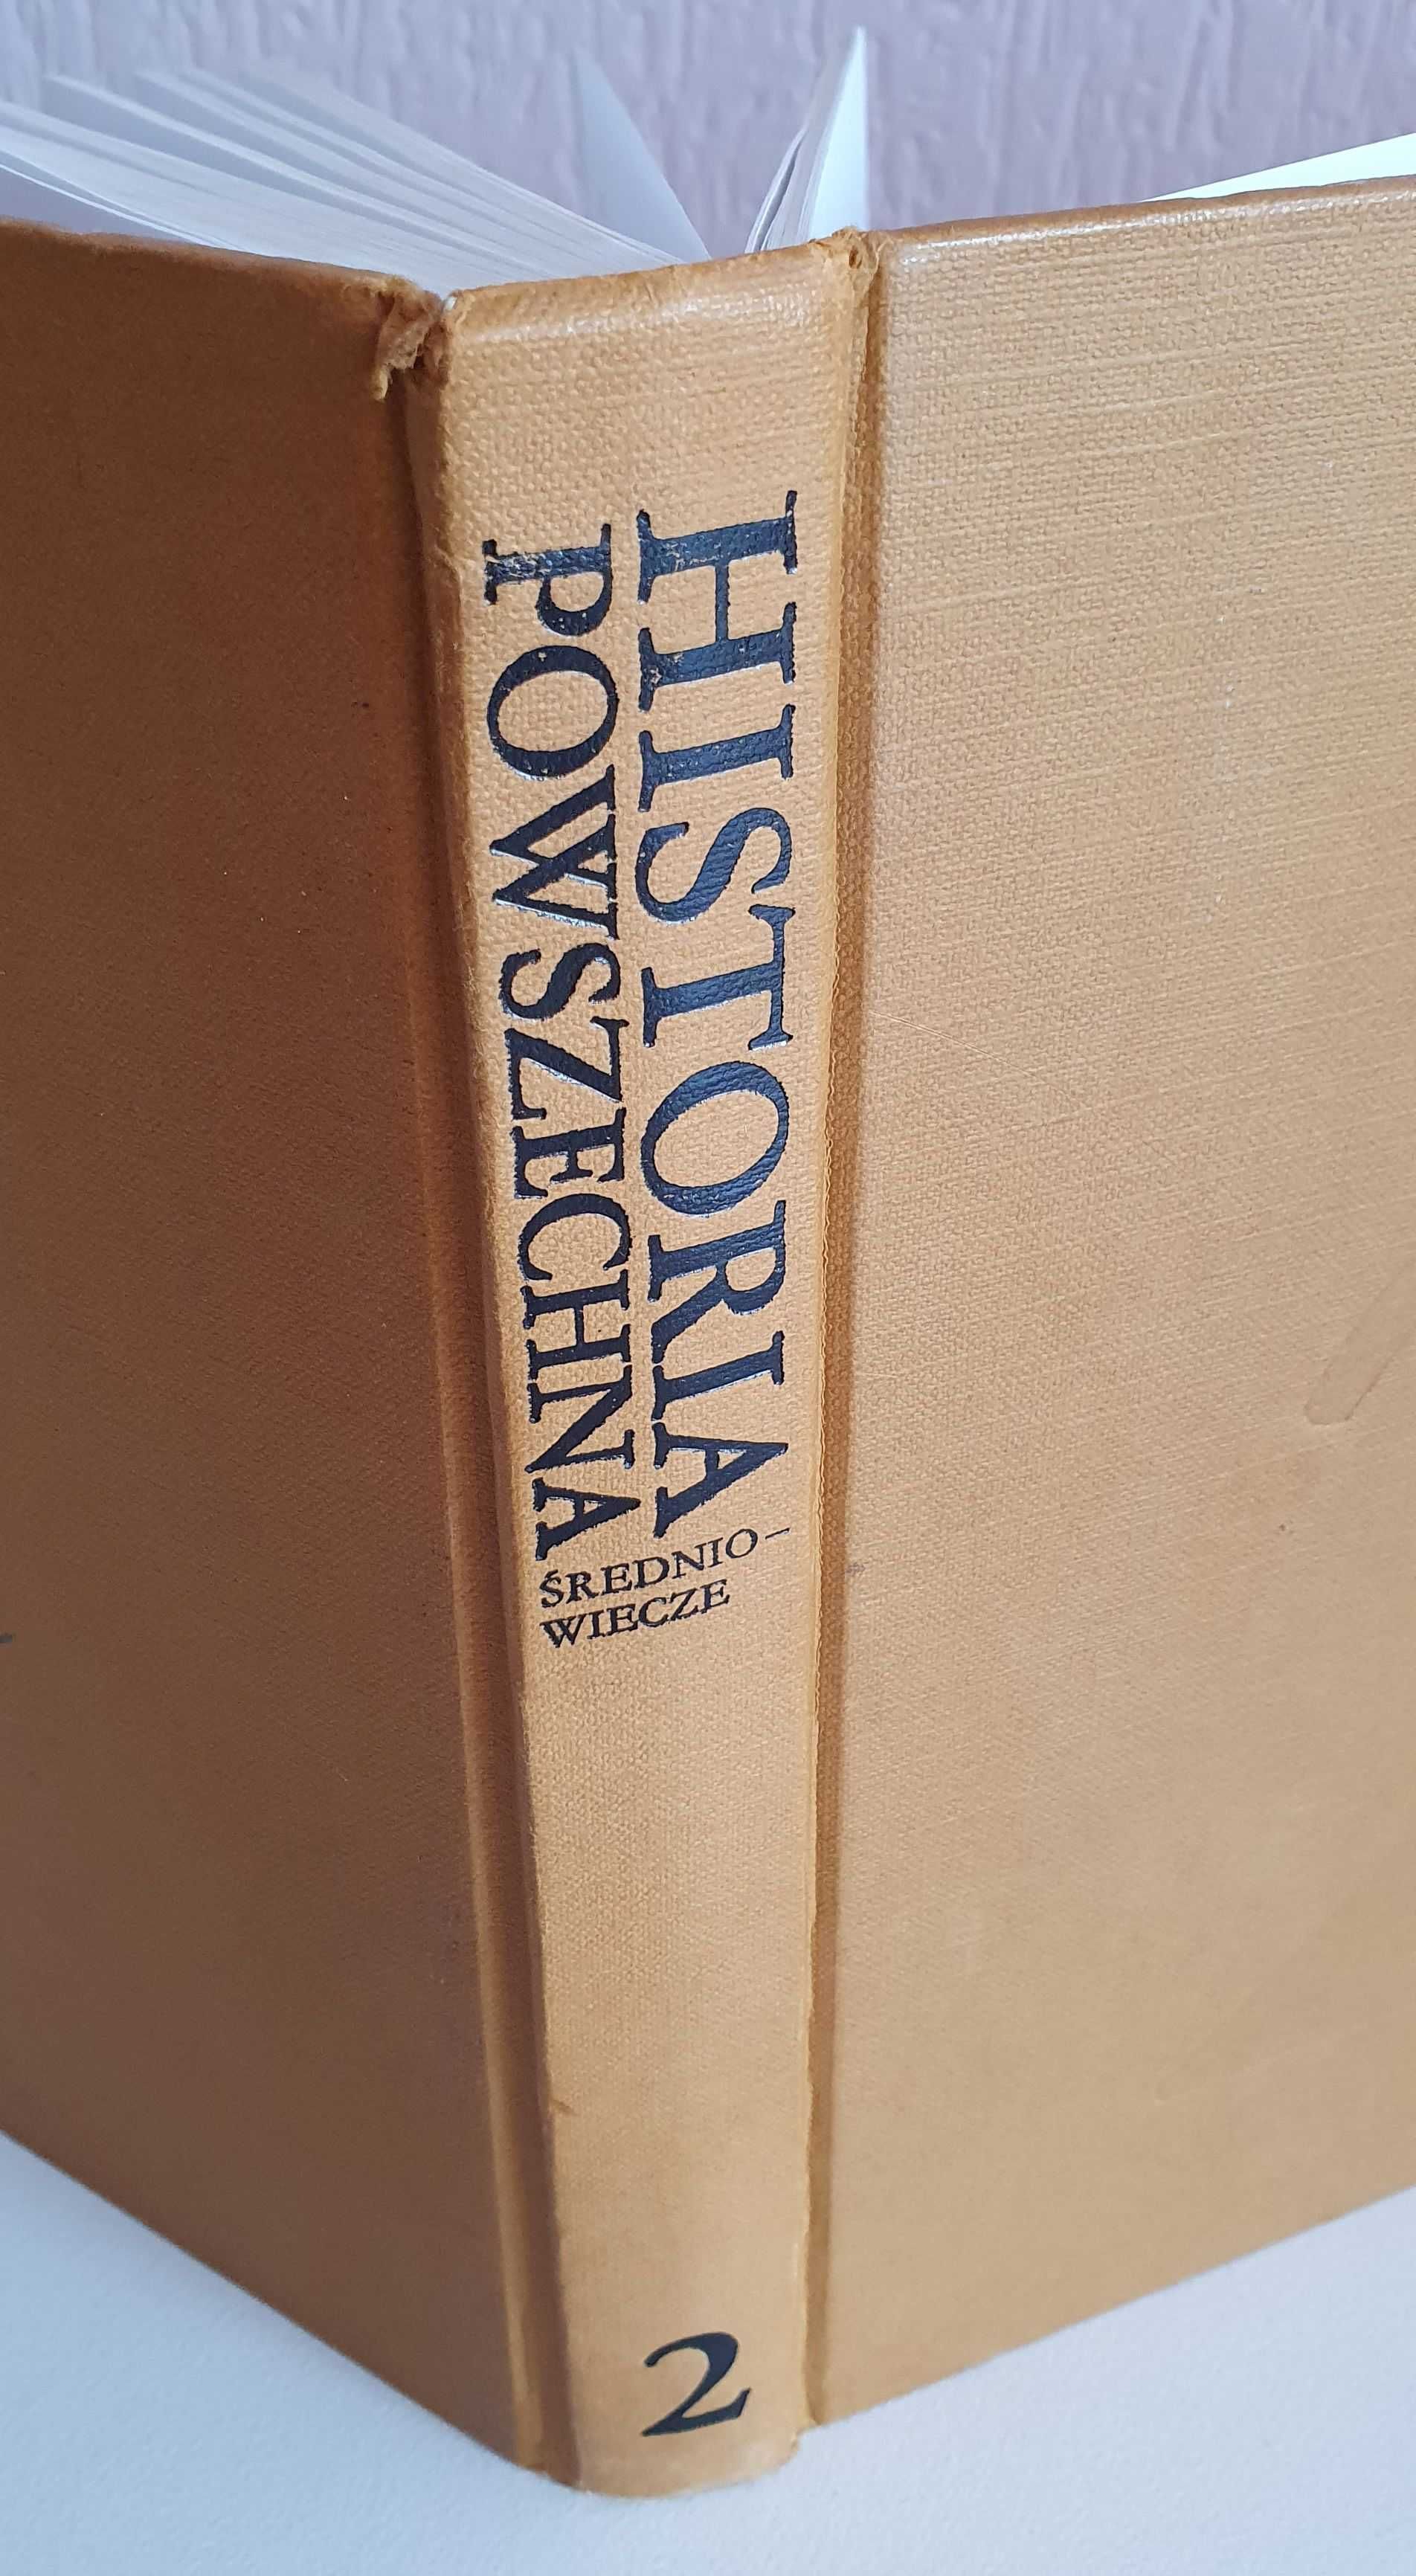 HISTORIA
POWSZECHNA
ŚREDNIO-
WIECZE
2